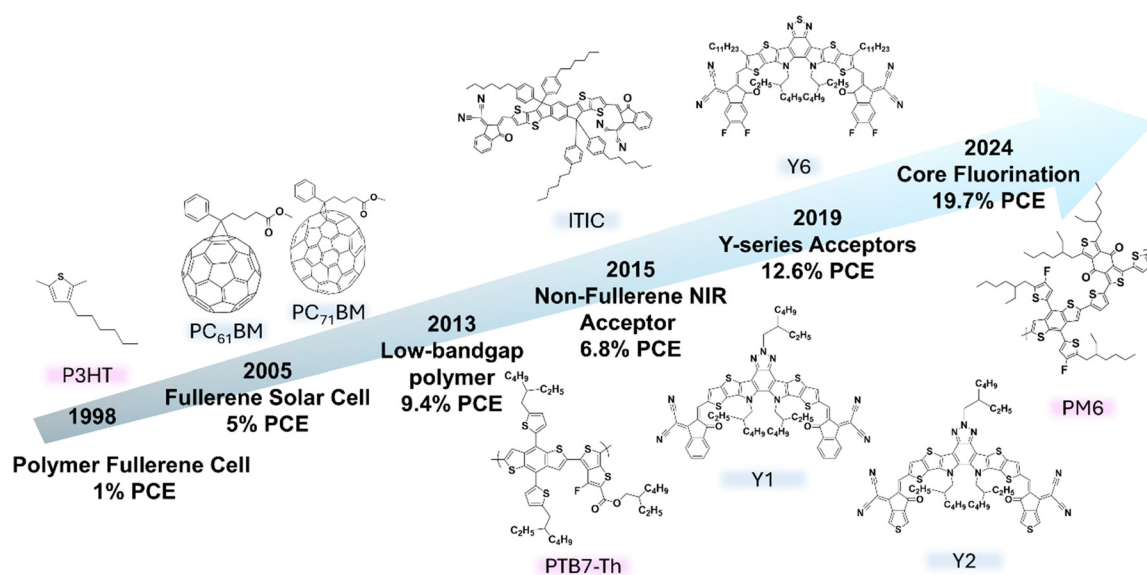 P3HT
1998
Polymer Fullerene Cell
1% PCE
PC₆₁BM
PC₇₁BM
2005
Fullerene Solar Cell
5% PCE
2013
Low-bandgap
polymer
9.4% PCE
PTB7-Th
ITIC
2015
Non-Fullerene NIR
Acceptor
6.8% PCE
Y1
Y6
2019
Y-series Acceptors
12.6% PCE
Y2
2024
Core Fluorination
19.7% PCE
PM6